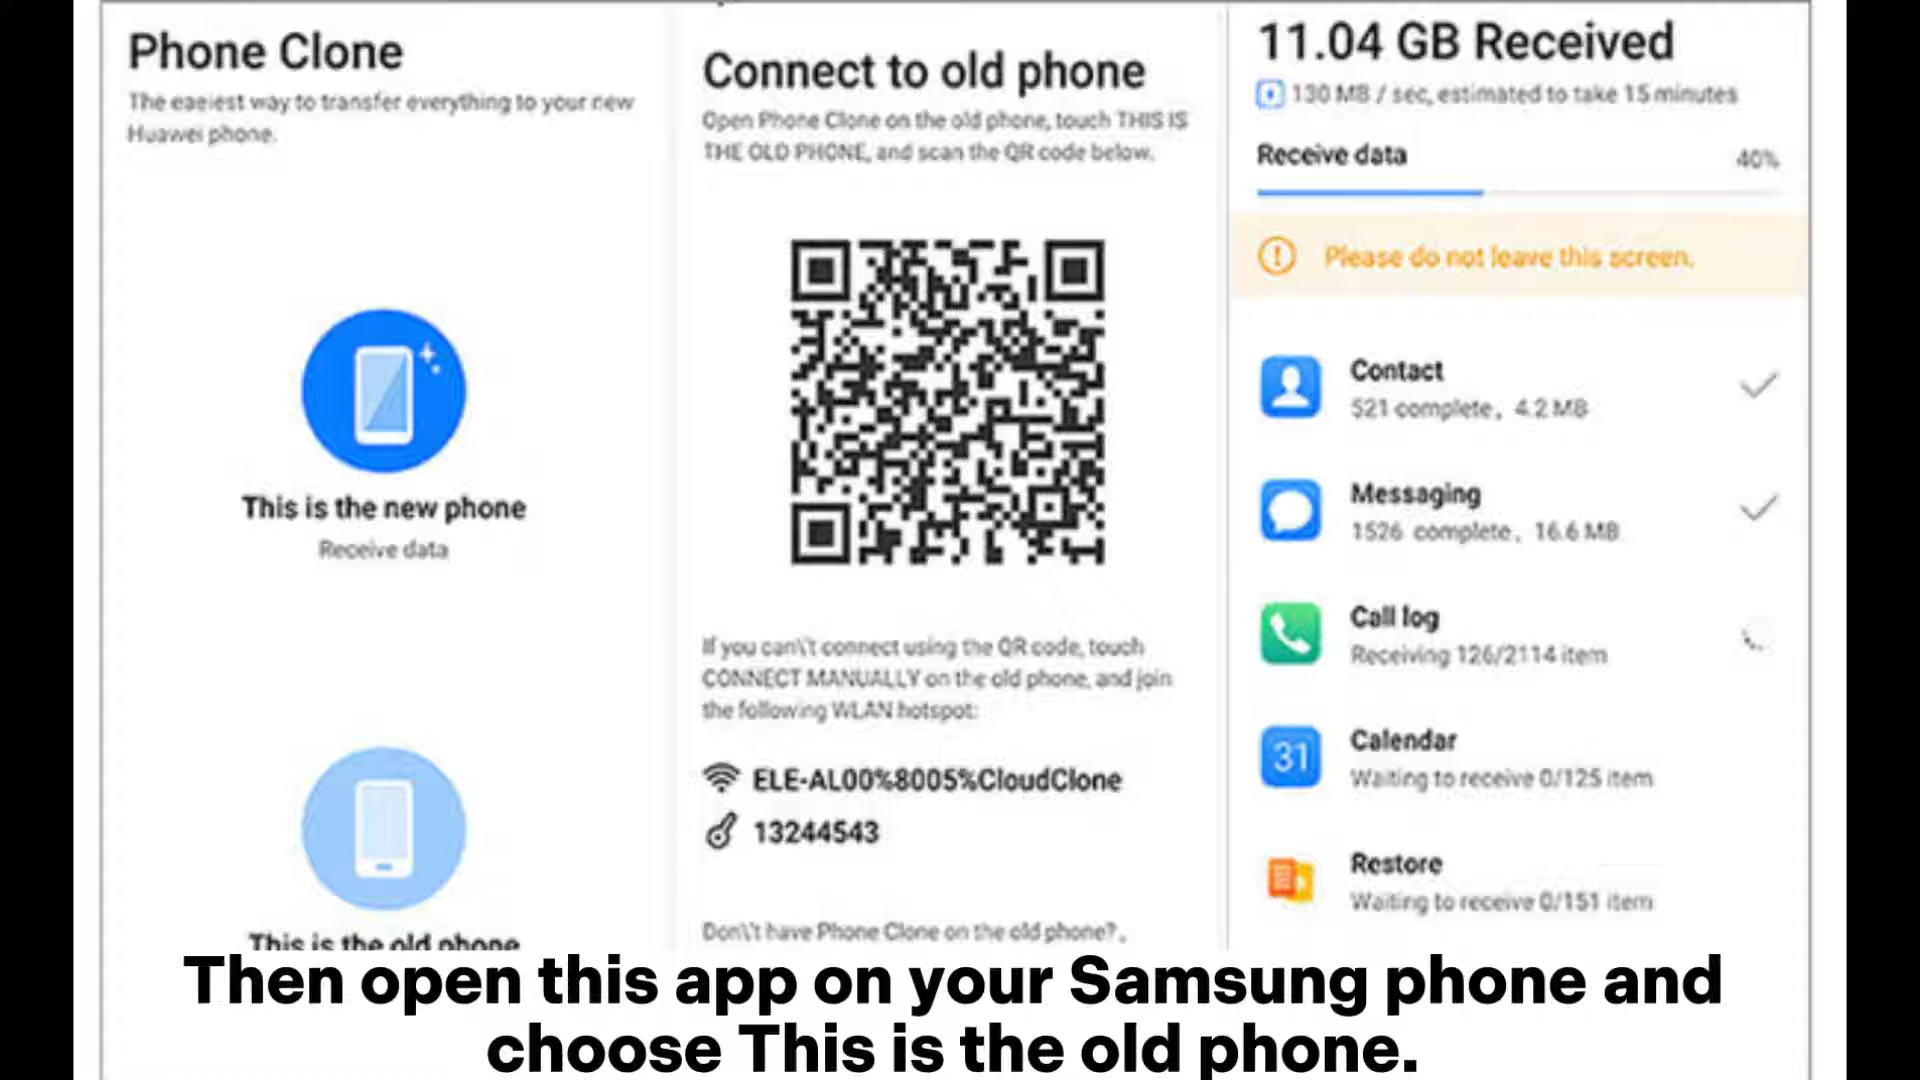 Phone Clone
The easiest way to transfer everything to your new
Huawei phone.
This is the new phone
Receive data
This is the old phone
Connect to old phone
Open Phone Clone on the old phone, touch THIS IS
THE OLD PHONE, and scan the QR code below.
If you can\'t connect using the QR code, touch
CONNECT MANUALLY on the old phone, and join
the following WLAN hotspot:
ELE-AL00%8005%CloudClone
13244543
Don\'t have Phone Clone on the old phone?.
11.04 GB Received
130 MB / sec, estimated to take 15 minutes
Receive data
40%
Please do not leave this screen.
Contact
521 complete, 4.2 MB
Messaging
1526 complete, 16.6 MB
Call log
Receiving 126/2114 item
31
Calendar
Waiting to receive 0/125 item
Restore
Waiting to receive 0/151 item
Then open this app on your Samsung phone and
choose This is the old phone.